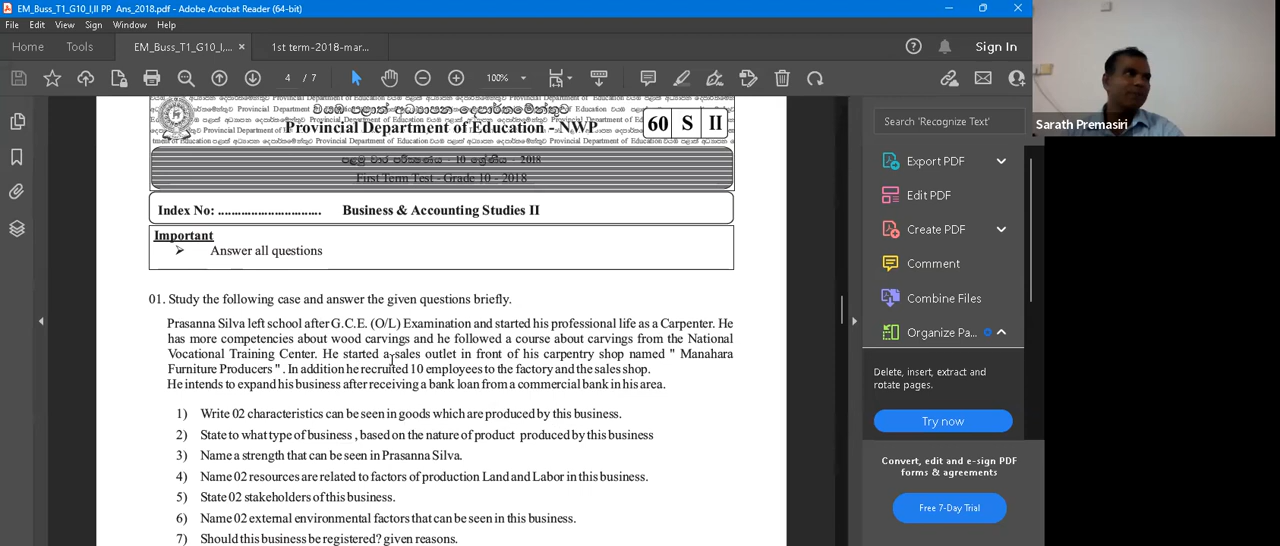 EM_Buss_T1_G10_I,II PP Ans_2018.pdf - Adobe Acrobat Reader (64-bit)
File Edit View Sign Window Help
Home Tools EM_Buss_T1_G10_I,... × 1st term-2018-mar... Sign In
4 / 7 100%
වයඹ පළාත් අධ්‍යාපන දෙපාර්තමේන්තුව
Provincial Department of Education - NWP
60 S II
පළමු වාර පරීක්ෂණය - 10 ශ්‍රේණිය - 2018
First Term Test - Grade 10 - 2018
Index No: .............................. Business & Accounting Studies II
Important
➢ Answer all questions
01. Study the following case and answer the given questions briefly.
Prasanna Silva left school after G.C.E. (O/L) Examination and started his professional life as a Carpenter. He
has more competencies about wood carvings and he followed a course about carvings from the National
Vocational Training Center. He started a sales outlet in front of his carpentry shop named " Manahara
Furniture Producers " . In addition he recruited 10 employees to the factory and the sales shop.
He intends to expand his business after receiving a bank loan from a commercial bank in his area.
1) Write 02 characteristics can be seen in goods which are produced by this business.
2) State to what type of business , based on the nature of product produced by this business
3) Name a strength that can be seen in Prasanna Silva.
4) Name 02 resources are related to factors of production Land and Labor in this business.
5) State 02 stakeholders of this business.
6) Name 02 external environmental factors that can be seen in this business.
7) Should this business be registered? given reasons.
Search 'Recognize Text'
Export PDF
Edit PDF
Create PDF
Comment
Combine Files
Organize Pa...
Delete, insert, extract and
rotate pages.
Try now
Convert, edit and e-sign PDF
forms & agreements
Free 7-Day Trial
Sarath Premasiri